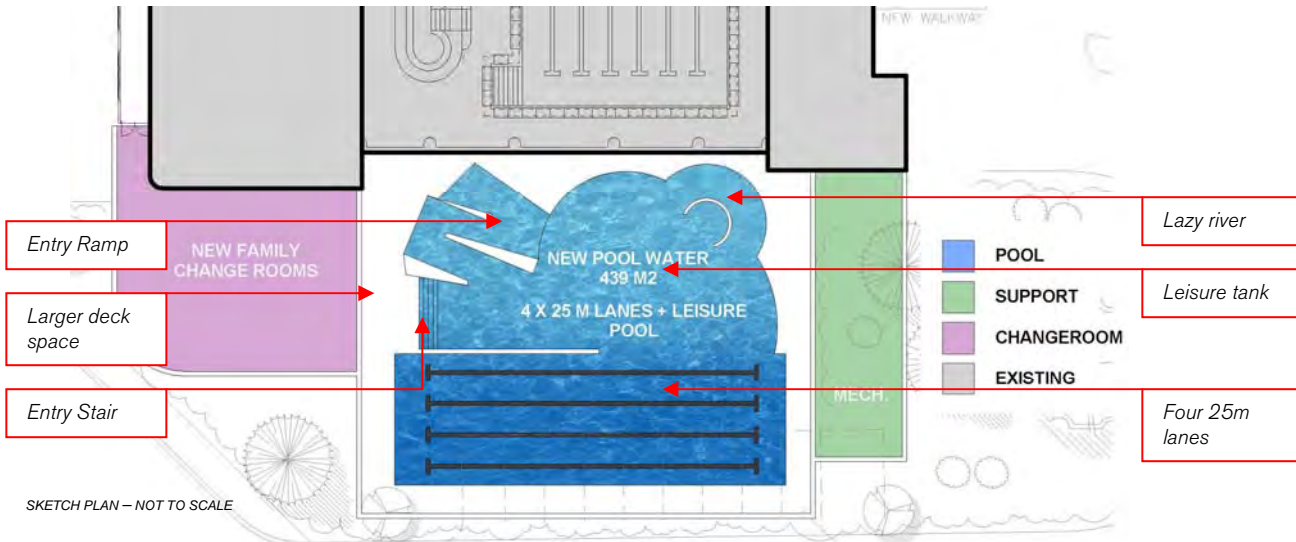 NEW WALKWAY
Entry Ramp
Larger deck
space
Entry Stair
NEW FAMILY
CHANGE ROOMS
NEW POOL WATER
439 M2
4 X 25 M LANES + LEISURE
POOL
MECH.
POOL
SUPPORT
CHANGEROOM
EXISTING
Lazy river
Leisure tank
Four 25m
lanes
SKETCH PLAN – NOT TO SCALE